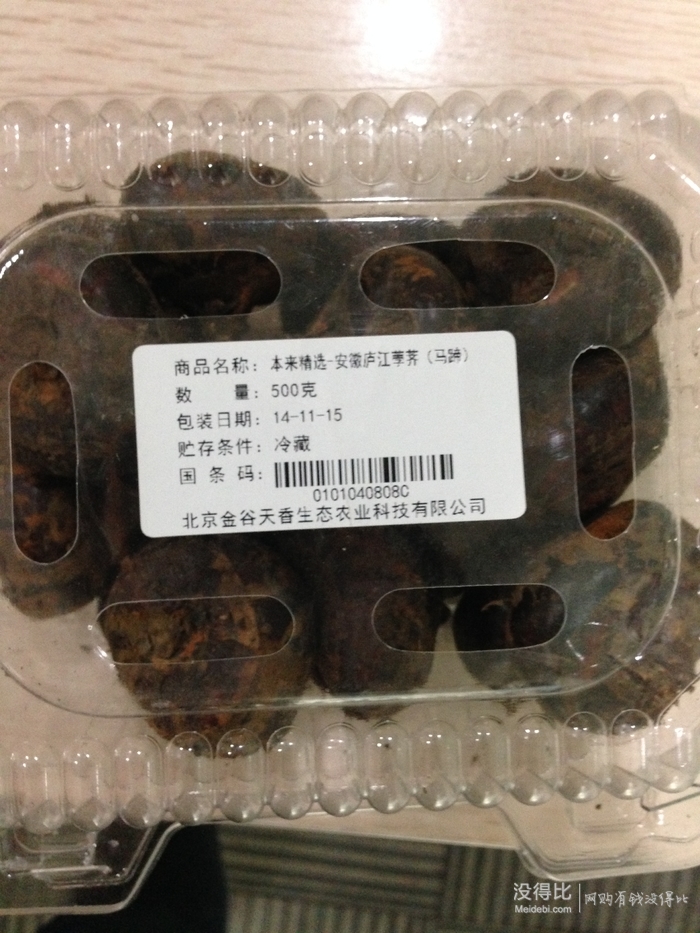 商品名称：本来精选-安徽庐江荸荠（马蹄）
数 量：500克
包装日期：14-11-15
贮存条件：冷藏
国 条 码：
0101040808C
北京金谷天香生态农业科技有限公司
没得比 网购有钱没得比
Meidebi.com